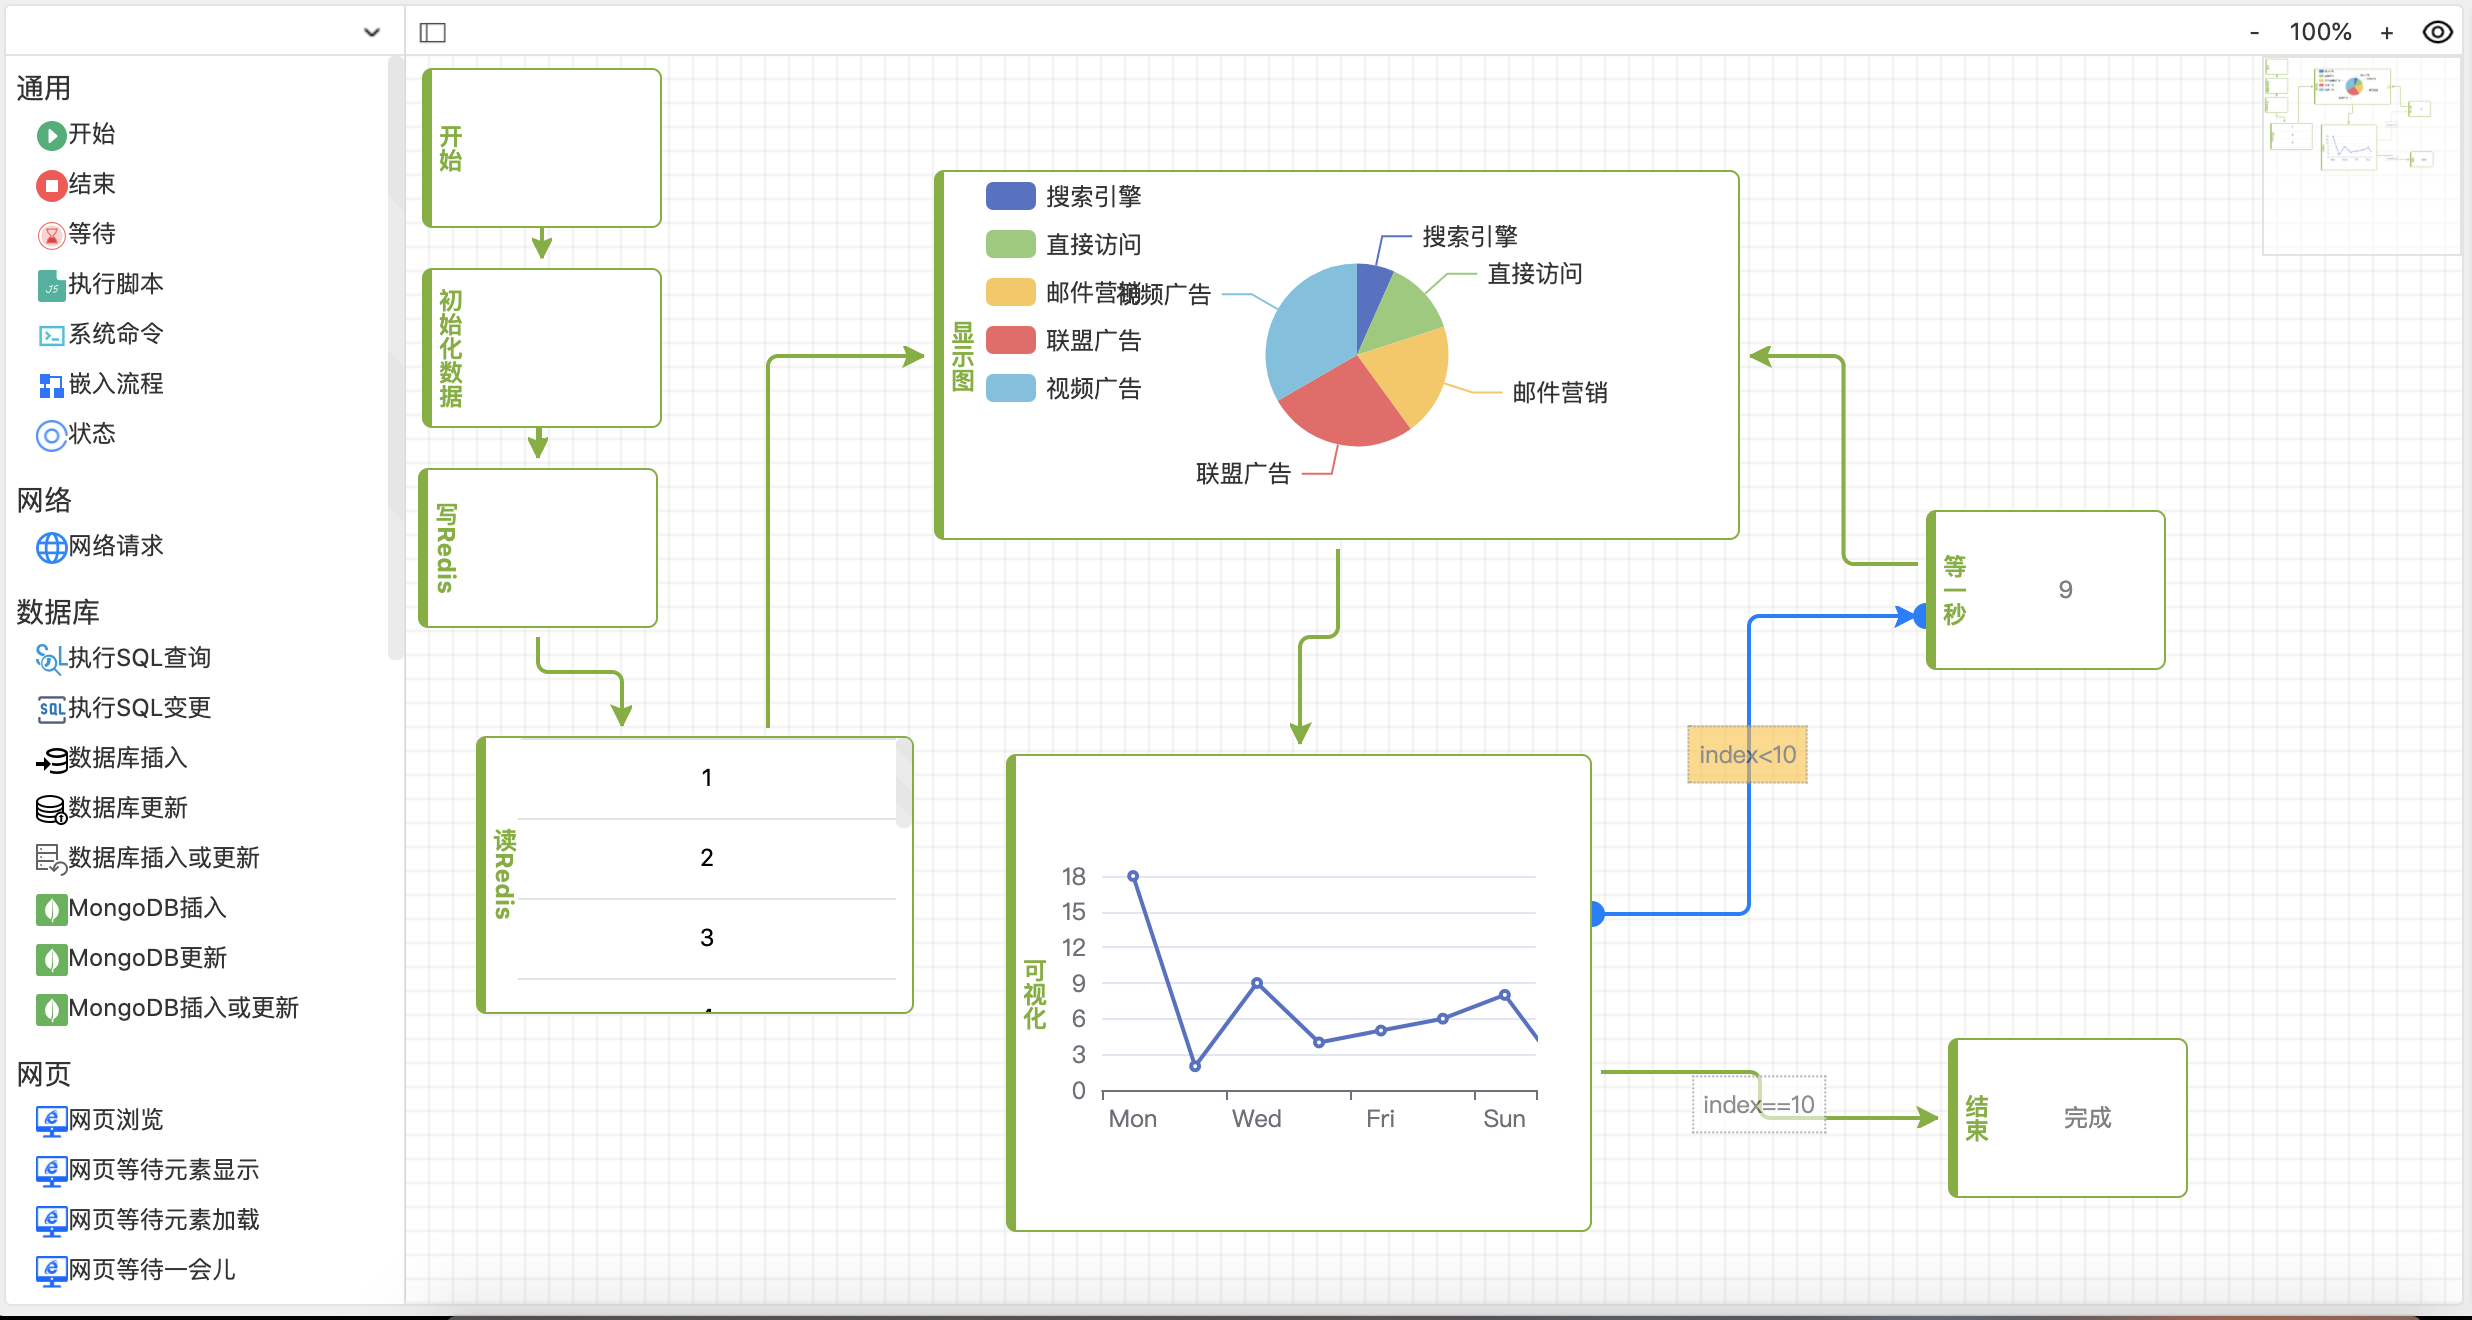 - 100% +
通用
开始
结束
等待
执行脚本
系统命令
嵌入流程
状态
网络
网络请求
数据库
执行SQL查询
执行SQL变更
数据库插入
数据库更新
数据库插入或更新
MongoDB插入
MongoDB更新
MongoDB插入或更新
网页
网页浏览
网页等待元素显示
网页等待元素加载
网页等待一会儿
开始
初始化数据
写Redis
读Redis
1
2
3
显示图
搜索引擎
直接访问
邮件营销
联盟广告
视频广告
搜索引擎
直接访问
邮件营销
联盟广告
视频广告
可视化
18
15
12
9
6
3
0
Mon Wed Fri Sun
index<10
index==10
等一秒
9
结束
完成